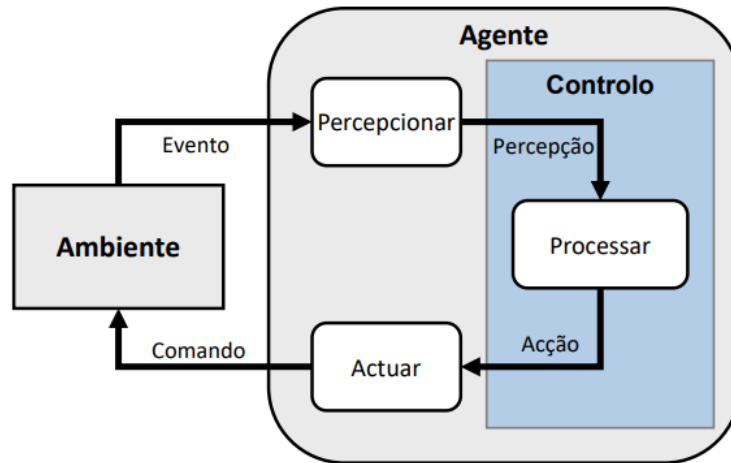 Agente
Controlo
Percepcionar
Evento
Percepção
Ambiente
Processar
Comando
Acção
Actuar